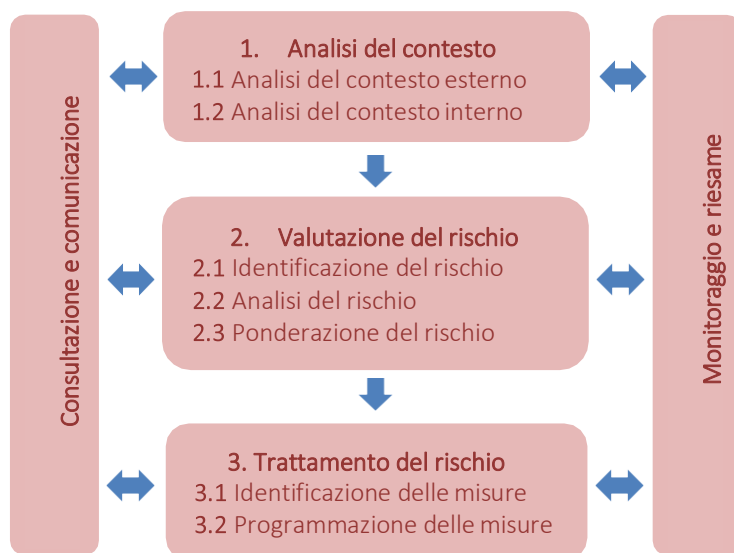 Consultazione e comunicazione
1. Analisi del contesto
1.1 Analisi del contesto esterno
1.2 Analisi del contesto interno
2. Valutazione del rischio
2.1 Identificazione del rischio
2.2 Analisi del rischio
2.3 Ponderazione del rischio
3. Trattamento del rischio
3.1 Identificazione delle misure
3.2 Programmazione delle misure
Monitoraggio e riesame